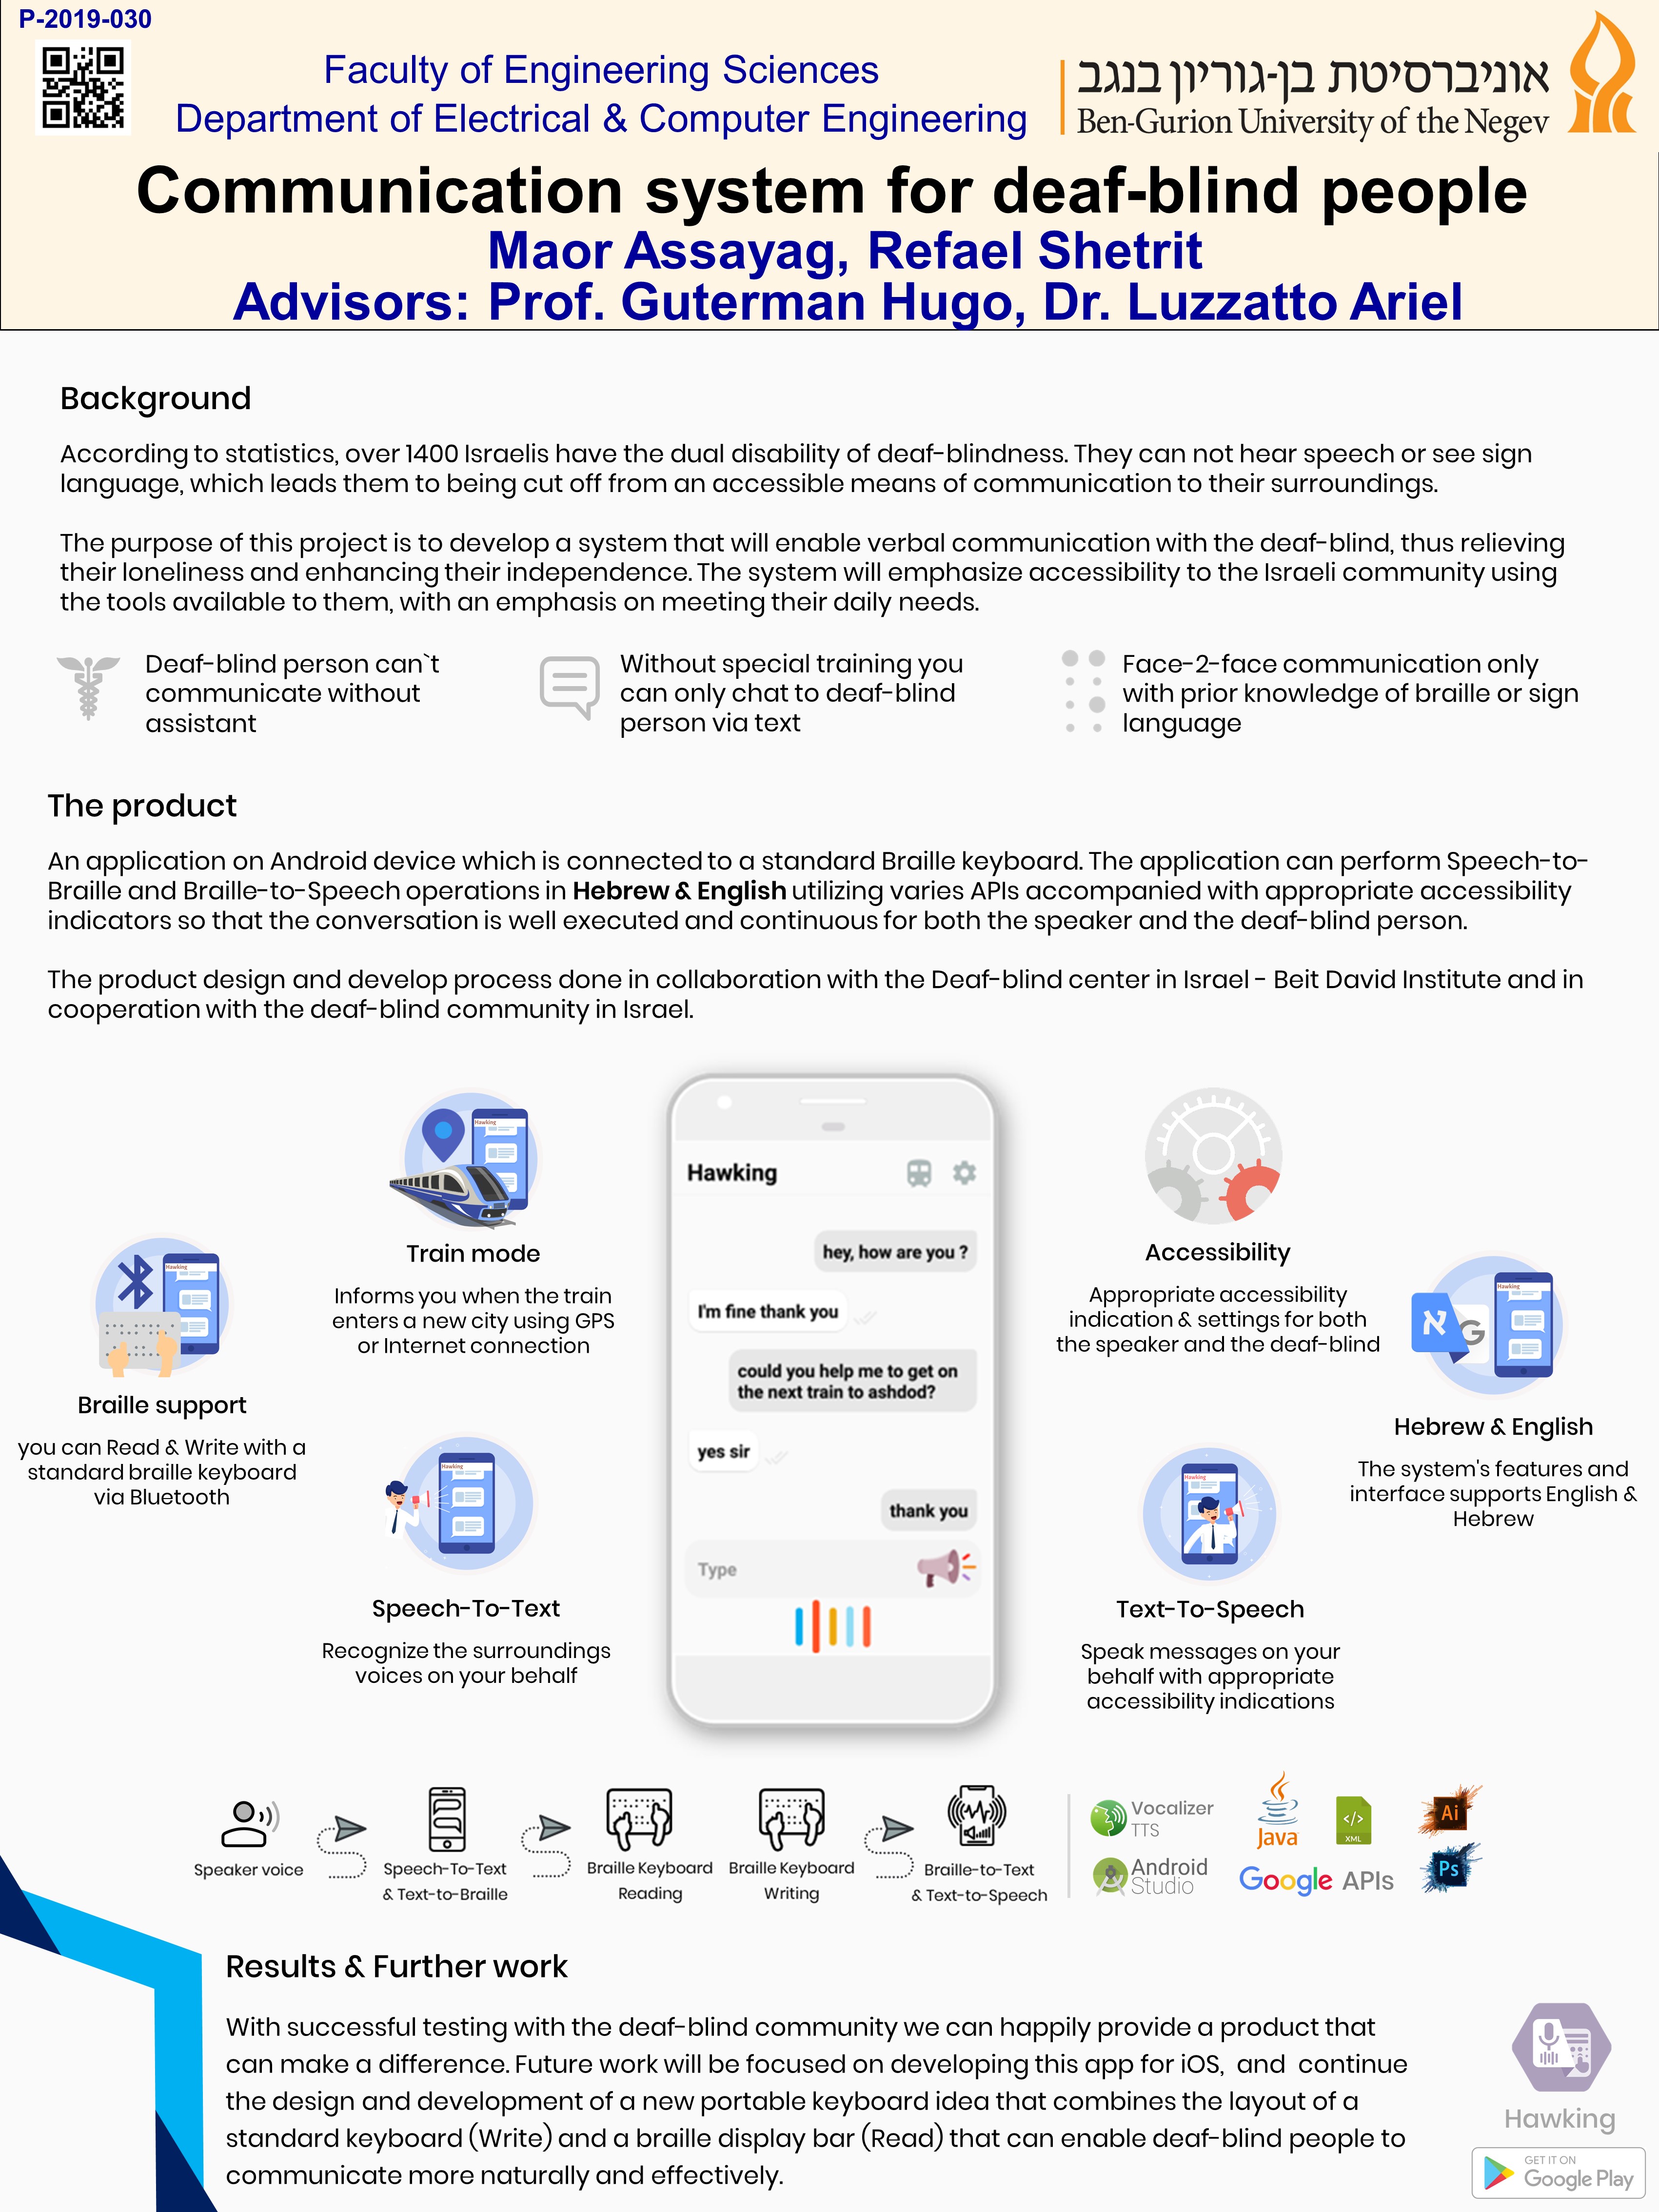 P-2019-030
Faculty of Engineering Sciences
Department of Electrical & Computer Engineering
אוניברסיטת בן-גוריון בנגב
Ben-Gurion University of the Negev
Communication system for deaf-blind people
Maor Assayag, Refael Shetrit
Advisors: Prof. Guterman Hugo, Dr. Luzzatto Ariel
Background
According to statistics, over 1400 Israelis have the dual disability of deaf-blindness. They can not hear speech or see sign
language, which leads them to being cut off from an accessible means of communication to their surroundings.
The purpose of this project is to develop a system that will enable verbal communication with the deaf-blind, thus relieving
their loneliness and enhancing their independence. The system will emphasize accessibility to the Israeli community using
the tools available to them, with an emphasis on meeting their daily needs.
Deaf-blind person can`t
communicate without
assistant
Without special training you
can only chat to deaf-blind
person via text
Face-2-face communication only
with prior knowledge of braille or sign
language
The product
An application on Android device which is connected to a standard Braille keyboard. The application can perform Speech-to-
Braille and Braille-to-Speech operations in Hebrew & English utilizing varies APIs accompanied with appropriate accessibility
indicators so that the conversation is well executed and continuous for both the speaker and the deaf-blind person.
The product design and develop process done in collaboration with the Deaf-blind center in Israel - Beit David Institute and in
cooperation with the deaf-blind community in Israel.
Hawking
Train mode
Informs you when the train
enters a new city using GPS
or Internet connection
Hawking
Braille support
you can Read & Write with a
standard braille keyboard
via Bluetooth
Hawking
Speech-To-Text
Recognize the surroundings
voices on your behalf
Hawking
hey, how are you ?
I'm fine thank you
could you help me to get on
the next train to ashdod?
yes sir
thank you
Type
Accessibility
Appropriate accessibility
indication & settings for both
the speaker and the deaf-blind
Hawking
א G
Hebrew & English
The system's features and
interface supports English &
Hebrew
Hawking
Text-To-Speech
Speak messages on your
behalf with appropriate
accessibility indications
Speaker voice
Speech-To-Text
& Text-to-Braille
Braille Keyboard
Reading
Braille Keyboard
Writing
Braille-to-Text
& Text-to-Speech
Vocalizer
TTS
Java
</>
XML
Ai
Android
Studio
Google APIs
Ps
Results & Further work
With successful testing with the deaf-blind community we can happily provide a product that
can make a difference. Future work will be focused on developing this app for iOS, and continue
the design and development of a new portable keyboard idea that combines the layout of a
standard keyboard (Write) and a braille display bar (Read) that can enable deaf-blind people to
communicate more naturally and effectively.
Hawking
GET IT ON
Google Play